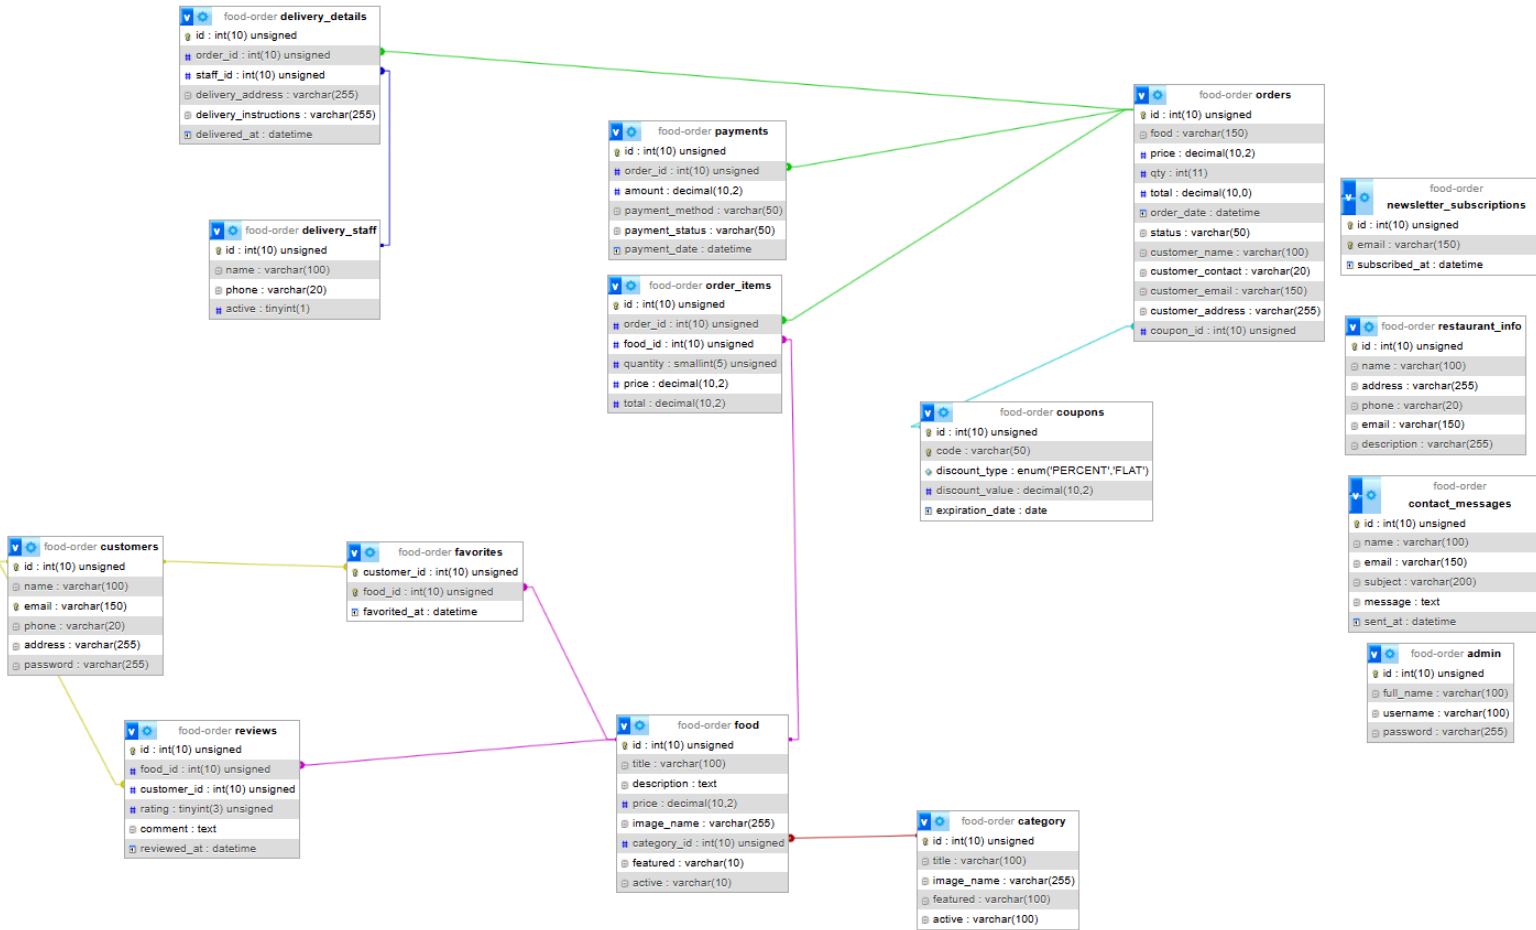 food-order delivery_details
id : int(10) unsigned
order_id : int(10) unsigned
staff_id : int(10) unsigned
delivery_address : varchar(255)
delivery_instructions : varchar(255)
delivered_at : datetime
food-order delivery_staff
id : int(10) unsigned
name : varchar(100)
phone : varchar(20)
active : tinyint(1)
food-order payments
id : int(10) unsigned
order_id : int(10) unsigned
amount : decimal(10,2)
payment_method : varchar(50)
payment_status : varchar(50)
payment_date : datetime
food-order order_items
id : int(10) unsigned
order_id : int(10) unsigned
food_id : int(10) unsigned
quantity : smallint(5) unsigned
price : decimal(10,2)
total : decimal(10,2)
food-order orders
id : int(10) unsigned
food : varchar(150)
price : decimal(10,2)
qty : int(11)
total : decimal(10,0)
order_date : datetime
status : varchar(50)
customer_name : varchar(100)
customer_contact : varchar(20)
customer_email : varchar(150)
customer_address : varchar(255)
coupon_id : int(10) unsigned
food-order
newsletter_subscriptions
id : int(10) unsigned
email : varchar(150)
subscribed_at : datetime
food-order restaurant_info
id : int(10) unsigned
name : varchar(100)
address : varchar(255)
phone : varchar(20)
email : varchar(150)
description : varchar(255)
food-order coupons
id : int(10) unsigned
code : varchar(50)
discount_type : enum('PERCENT','FLAT')
discount_value : decimal(10,2)
expiration_date : date
food-order
contact_messages
id : int(10) unsigned
name : varchar(100)
email : varchar(150)
subject : varchar(200)
message : text
sent_at : datetime
food-order customers
id : int(10) unsigned
name : varchar(100)
email : varchar(150)
phone : varchar(20)
address : varchar(255)
password : varchar(255)
food-order favorites
customer_id : int(10) unsigned
food_id : int(10) unsigned
favorited_at : datetime
food-order admin
id : int(10) unsigned
full_name : varchar(100)
username : varchar(100)
password : varchar(255)
food-order reviews
id : int(10) unsigned
food_id : int(10) unsigned
customer_id : int(10) unsigned
rating : tinyint(3) unsigned
comment : text
reviewed_at : datetime
food-order food
id : int(10) unsigned
title : varchar(100)
description : text
price : decimal(10,2)
image_name : varchar(255)
category_id : int(10) unsigned
featured : varchar(10)
active : varchar(10)
food-order category
id : int(10) unsigned
title : varchar(100)
image_name : varchar(255)
featured : varchar(100)
active : varchar(100)